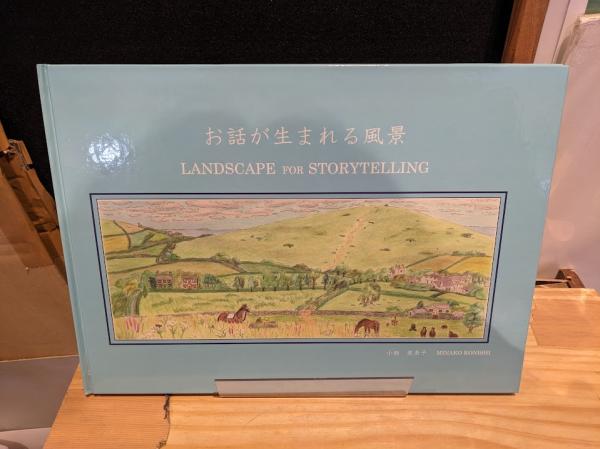 お話が生まれる風景
LANDSCAPE FOR STORYTELLING
MINAKO KONISHI